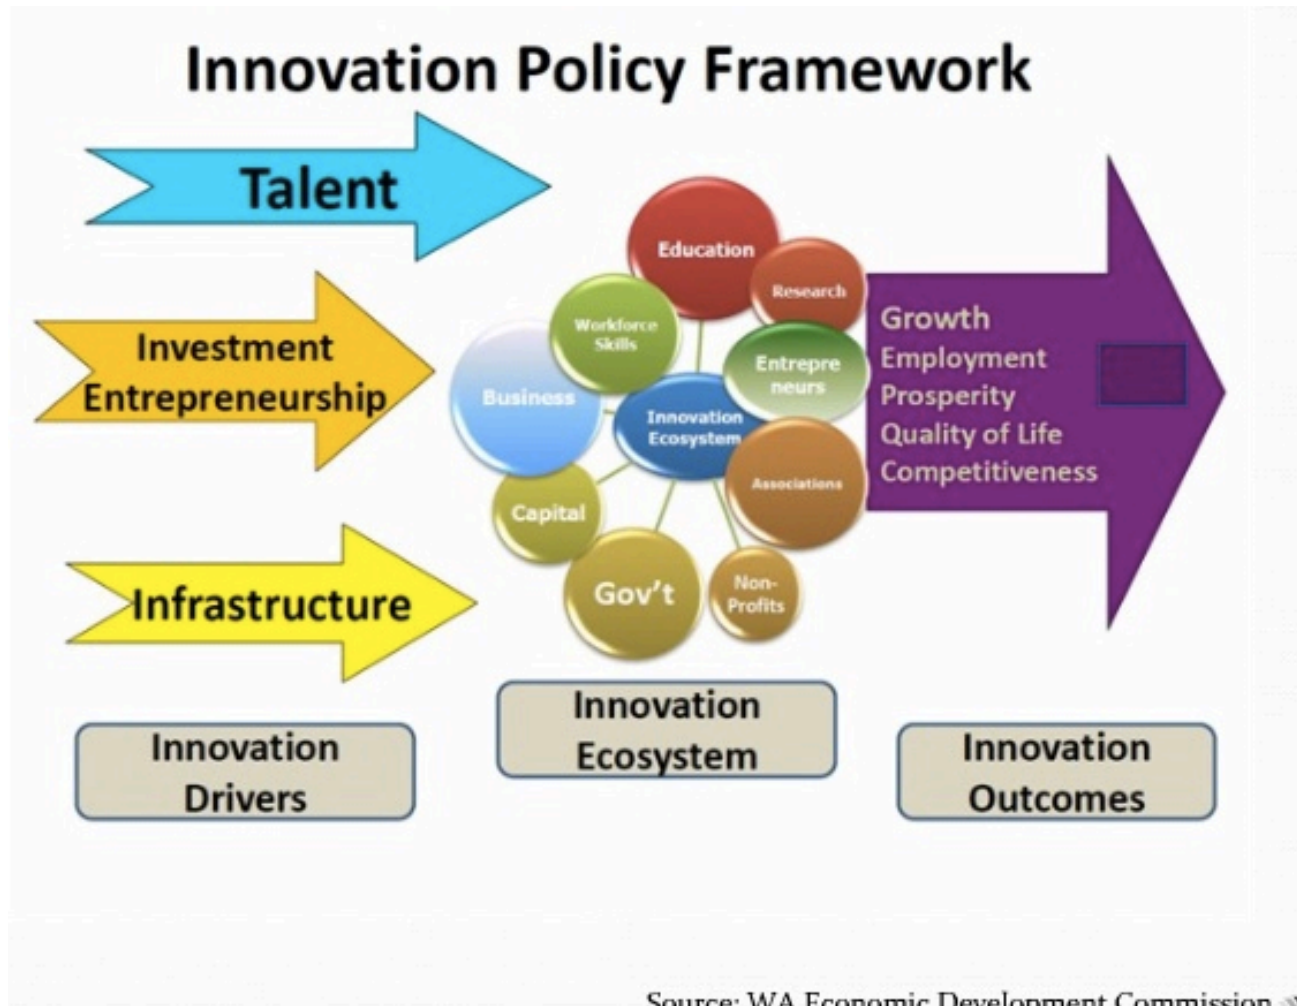 Innovation Policy Framework
Talent
Investment
Entrepreneurship
Infrastructure
Education
Research
Workforce
Skills
Entrepre
neurs
Business
Innovation
Ecosystem
Associations
Capital
Gov't
Non-
Profits
Growth
Employment
Prosperity
Quality of Life
Competitiveness
Innovation
Drivers
Innovation
Ecosystem
Innovation
Outcomes
Source: WA Economic Development Commission